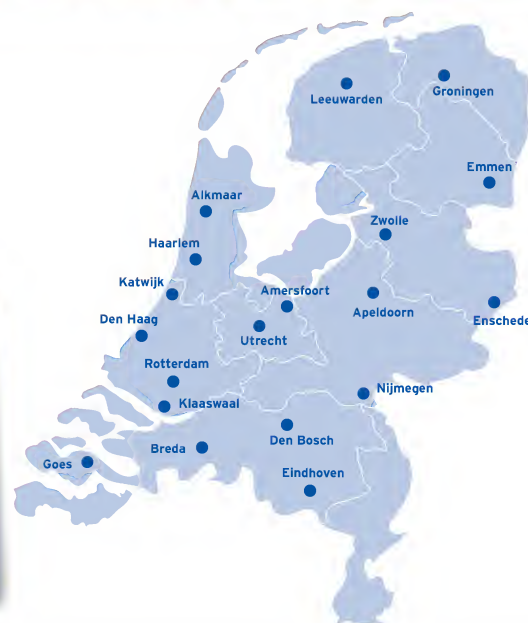 Groningen
Leeuwarden
Emmen
Alkmaar
Zwolle
Haarlem
Katwijk
Amersfoort
Apeldoorn
Enschede
Den Haag
Utrecht
Rotterdam
Nijmegen
Klaaswaal
Den Bosch
Breda
Goes
Eindhoven